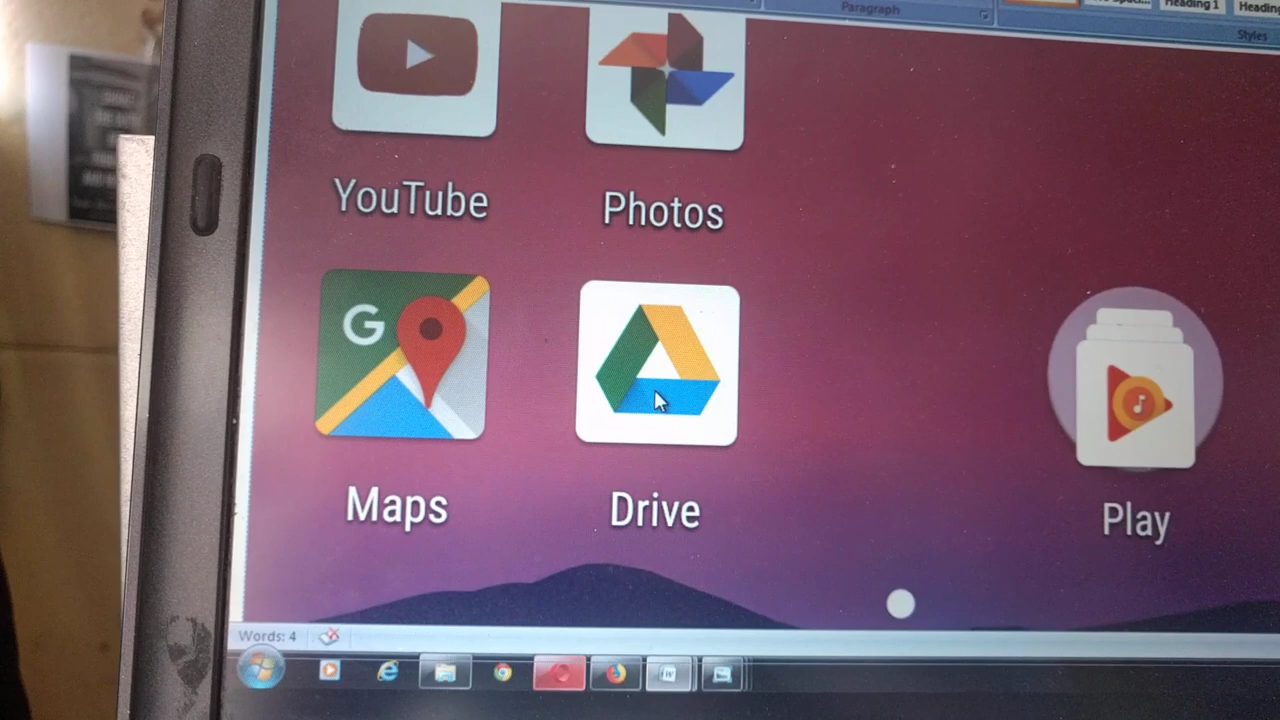 Paragraph
Heading 1
Styles
YouTube
Photos
G
Maps
Drive
Play
Words: 4
W